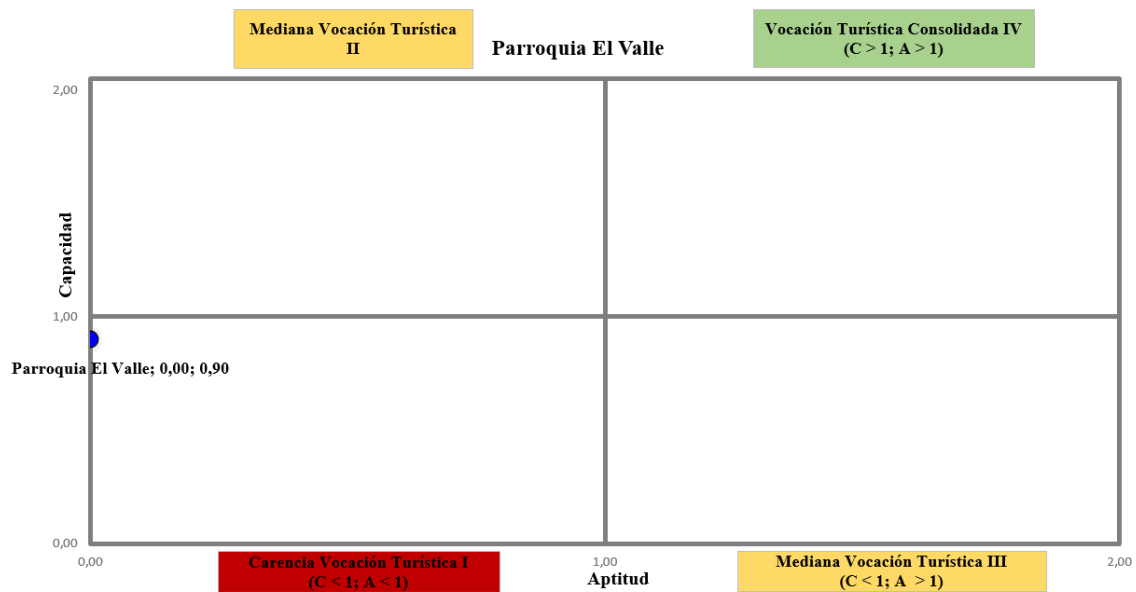 Mediana Vocación Turística
II
Parroquia El Valle
Vocación Turística Consolidada IV
(C > 1; A > 1)
2,00
Capacidad
1,00
Parroquia El Valle; 0,00; 0,90
0,00
0,00
1,00
2,00
Carencia Vocación Turística I
(C < 1; A < 1)
Aptitud
Mediana Vocación Turística III
(C < 1; A > 1)